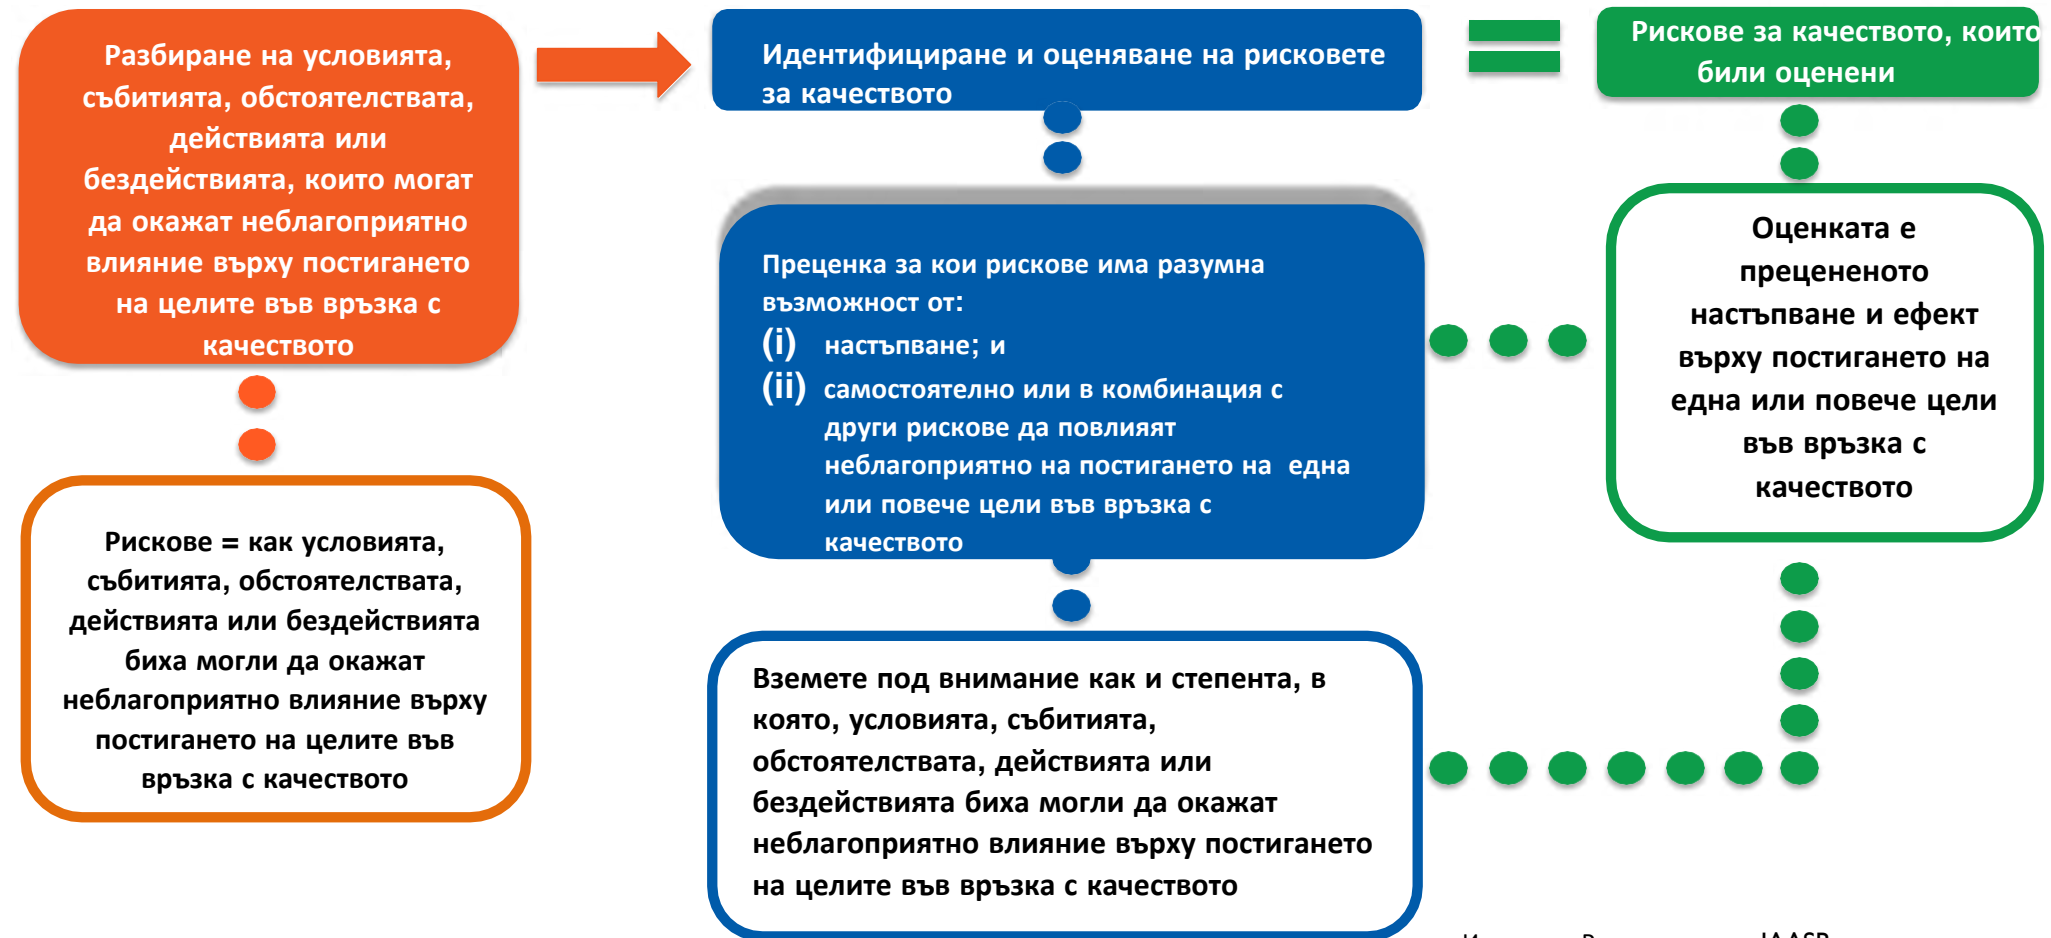 Разбиране на условията,
събитията, обстоятелствата,
действията или
бездействията, които могат
да окажат неблагоприятно
влияние върху постигането
на целите във връзка с
качеството
Рискове = как условията,
събитията, обстоятелствата,
действията или бездействията
биха могли да окажат
неблагоприятно влияние върху
постигането на целите във
връзка с качеството
Идентифициране и оценяване на рисковете
за качеството
Преценка за кои рискове има разумна
възможност от:
(i) настъпване; и
(ii) самостоятелно или в комбинация с
други рискове да повлияят
неблагоприятно на постигането на една
или повече цели във връзка с
качеството
Вземете под внимание как и степента, в
която, условията, събитията,
обстоятелствата, действията или
бездействията биха могли да окажат
неблагоприятно влияние върху постигането
на целите във връзка с качеството
Рискове за качеството, които
били оценени
Оценката е
прецененото
настъпване и ефект
върху постигането на
една или повече цели
във връзка с
качеството